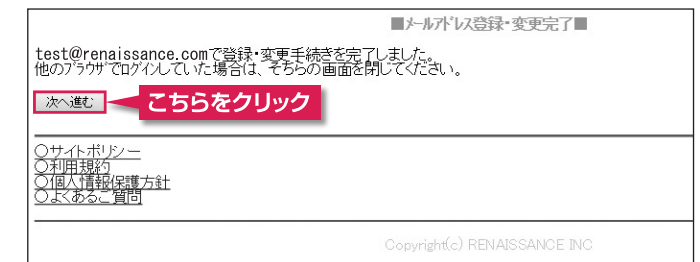 ■ﾒｰﾙｱﾄﾞﾚｽ登録･変更完了■
test@renaissance.comで登録･変更手続きを完了しました。
他のﾌﾞﾗｳｻﾞでﾛｸﾞｲﾝしていた場合は、そちらの画面を閉じてください。
次へ進む
こちらをクリック
○サイトポリシー
○利用規約
○個人情報保護方針
○よくあるご質問
Copyright(c) RENAISSANCE INC